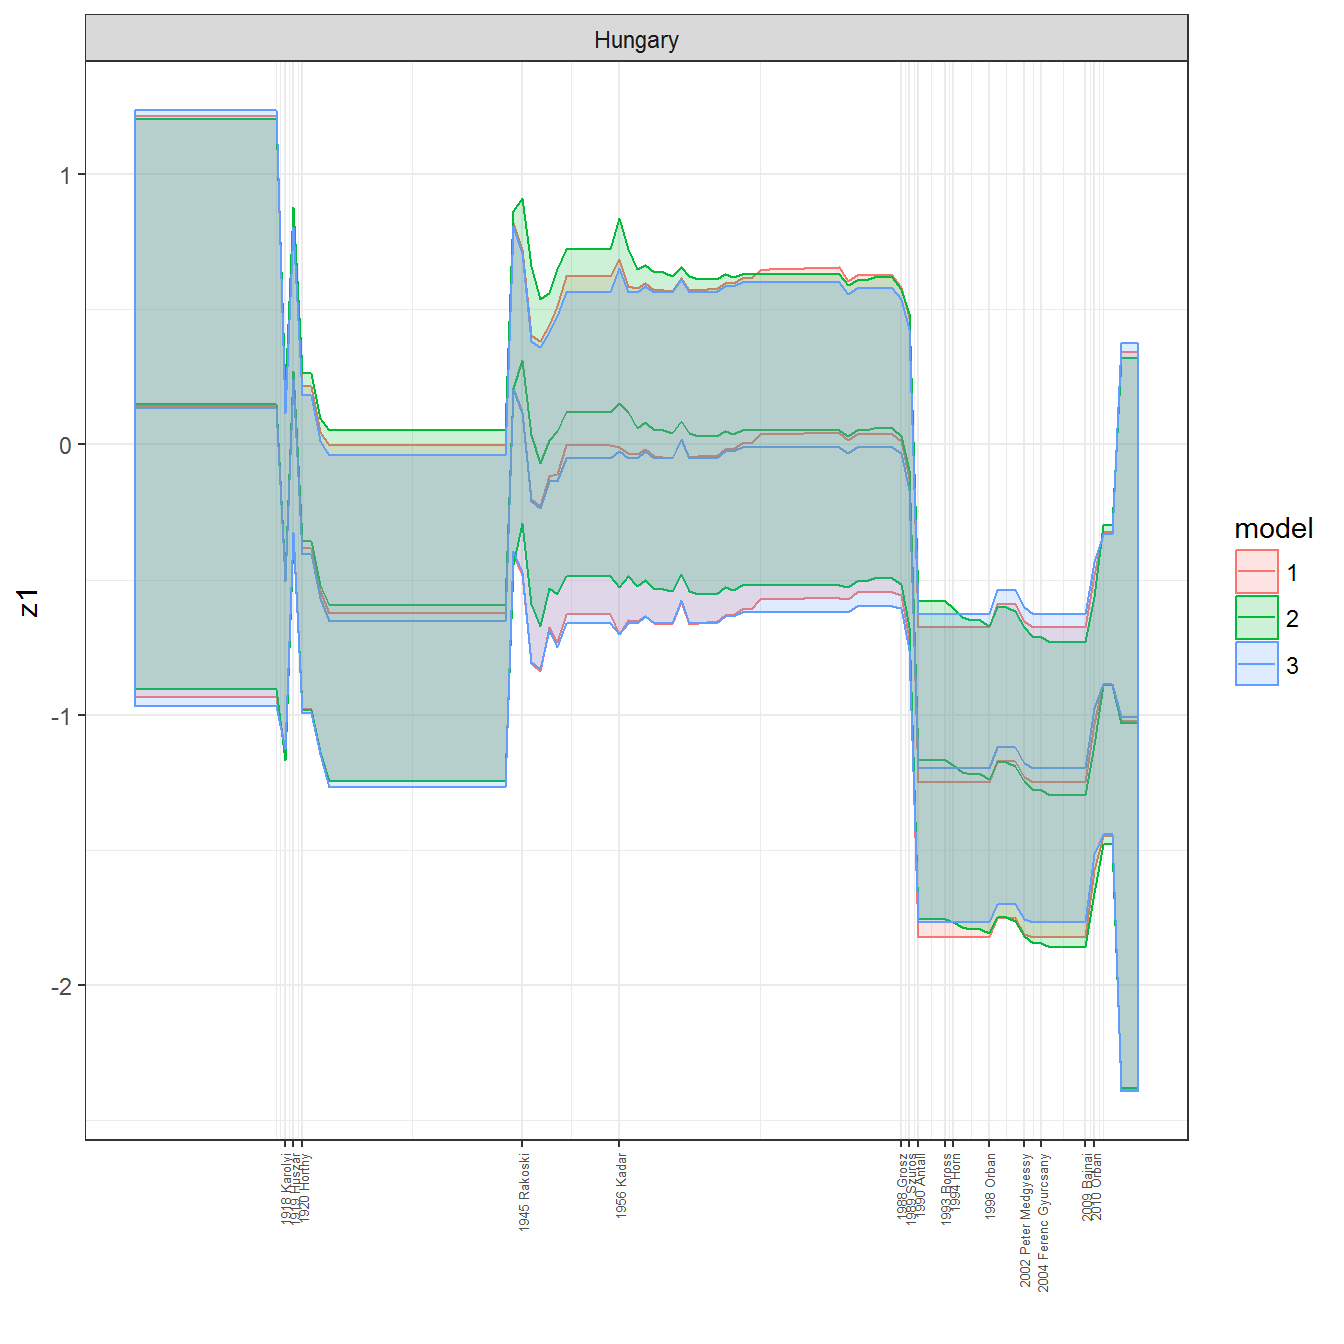 Hungary
z1
1
0
-1
-2
1918 Karolyi
1919 Huszar
1920 Horthy
1945 Rakoski
1956 Kadar
1988 Grosz
1989 Szuros
1990 Antall
1993 Boross
1994 Horn
1998 Orban
2002 Peter Medgyessy
2004 Ferenc Gyurcsany
2009 Bajnai
2010 Orban
model
1
2
3